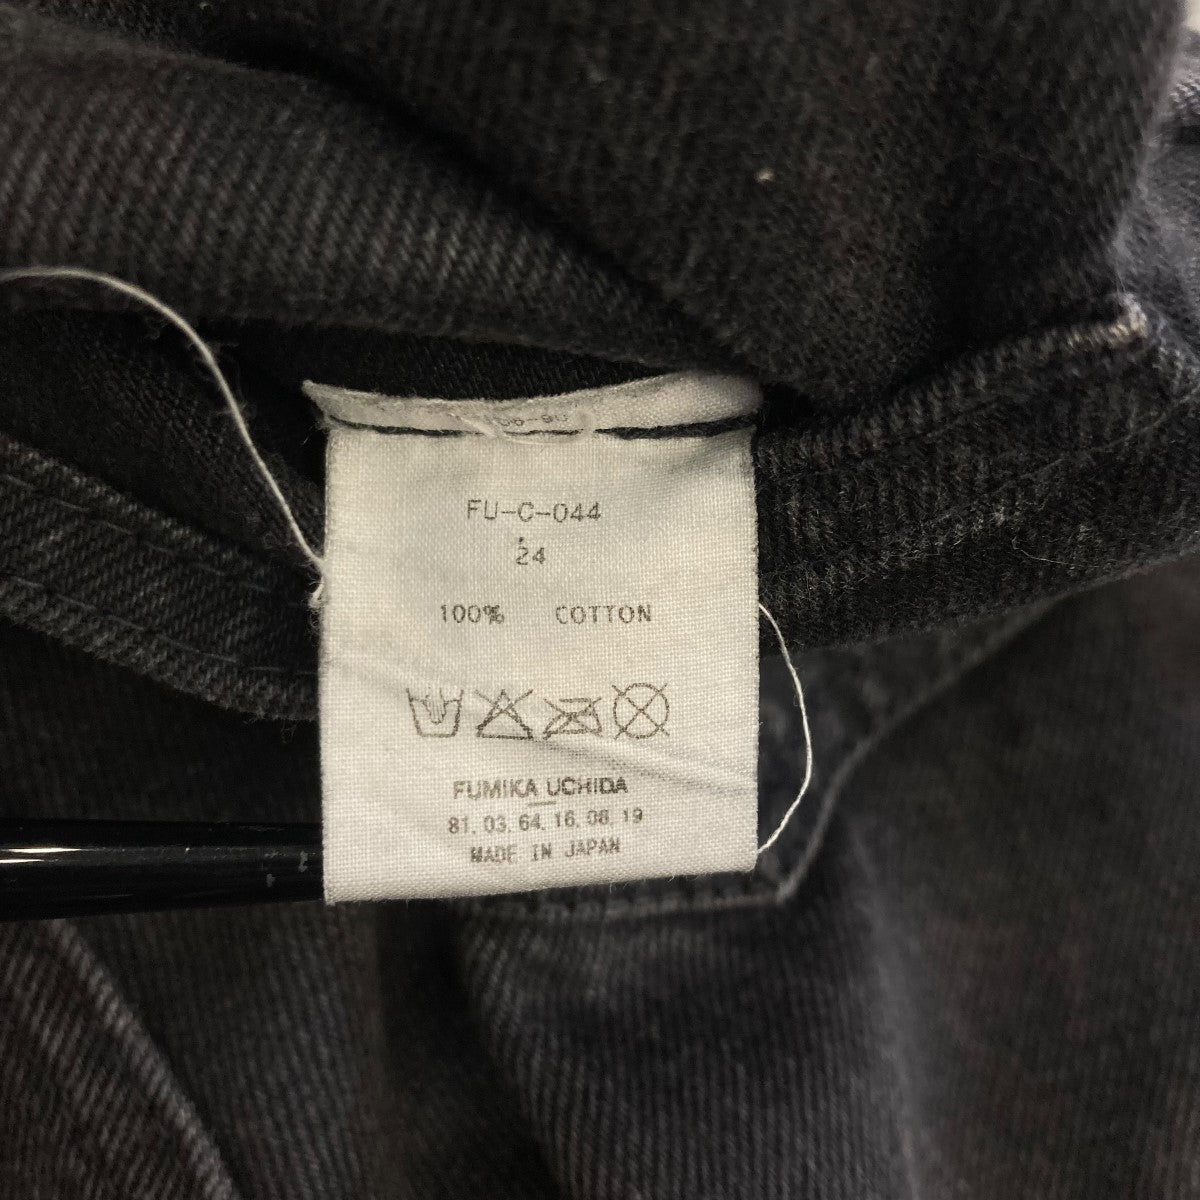 FU-C-044
24
100% COTTON
FUMIKA UCHIDA
81. 03. 64. 16. 08. 19
MADE IN JAPAN